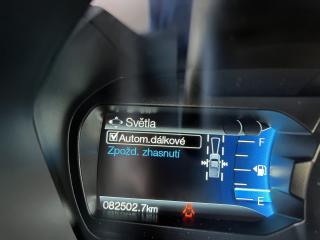 Světla
Autom.dálkové
Zpožd. zhasnutí
F
E
082502.7km